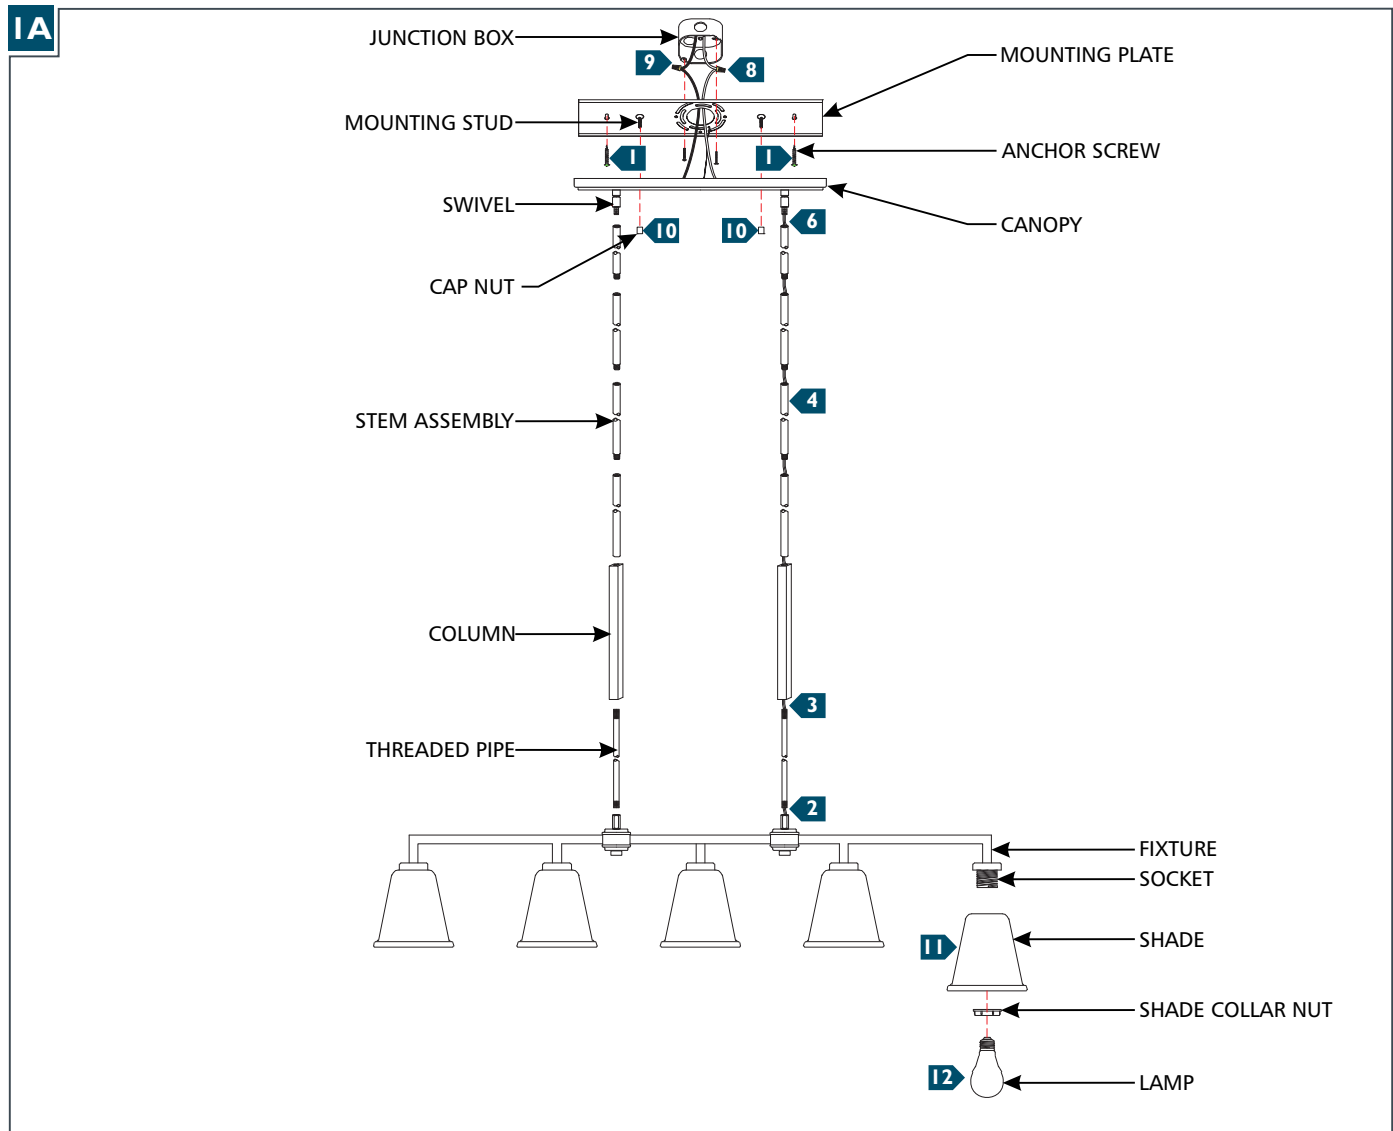 1A
JUNCTION BOX
9
8
MOUNTING PLATE
MOUNTING STUD
1
1
ANCHOR SCREW
SWIVEL
6
CANOPY
10
10
CAP NUT
4
STEM ASSEMBLY
COLUMN
3
THREADED PIPE
2
FIXTURE
SOCKET
11
SHADE
SHADE COLLAR NUT
12
LAMP